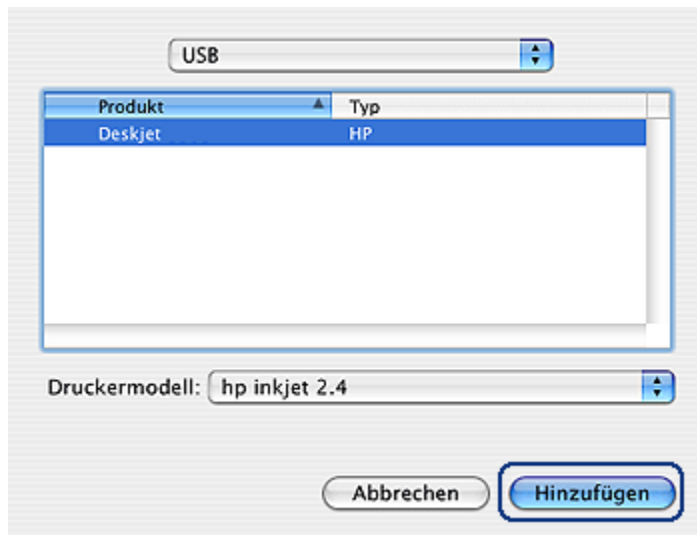 USB
Produkt Typ
Deskjet HP
Druckermodell: hp inkjet 2.4
Abbrechen Hinzufügen